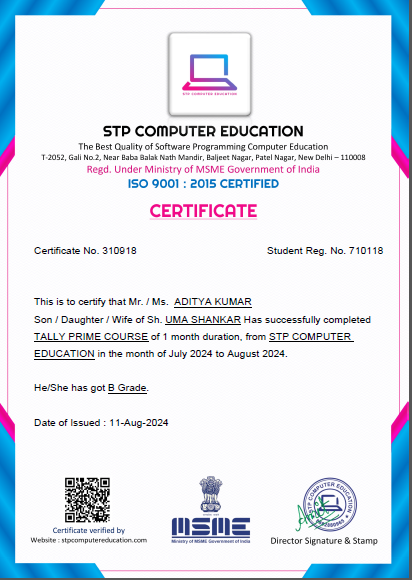 STP COMPUTER EDUCATION
STP COMPUTER EDUCATION
The Best Quality of Software Programming Computer Education
T-2052, Gali No.2, Near Baba Balak Nath Mandir, Baljeet Nagar, Patel Nagar, New Delhi – 110008
Regd. Under Ministry of MSME Government of India
ISO 9001 : 2015 CERTIFIED
CERTIFICATE
Certificate No. 310918 Student Reg. No. 710118
This is to certify that Mr. / Ms. ADITYA KUMAR
Son / Daughter / Wife of Sh. UMA SHANKAR Has successfully completed
TALLY PRIME COURSE of 1 month duration, from STP COMPUTER
EDUCATION in the month of July 2024 to August 2024.
He/She has got B Grade.
Date of Issued : 11-Aug-2024
Certificate verified by
Website : stpcomputereducation.com
MSME
Ministry of MSME Government of India
STP COMPUTER EDUCATION
Director Signature & Stamp